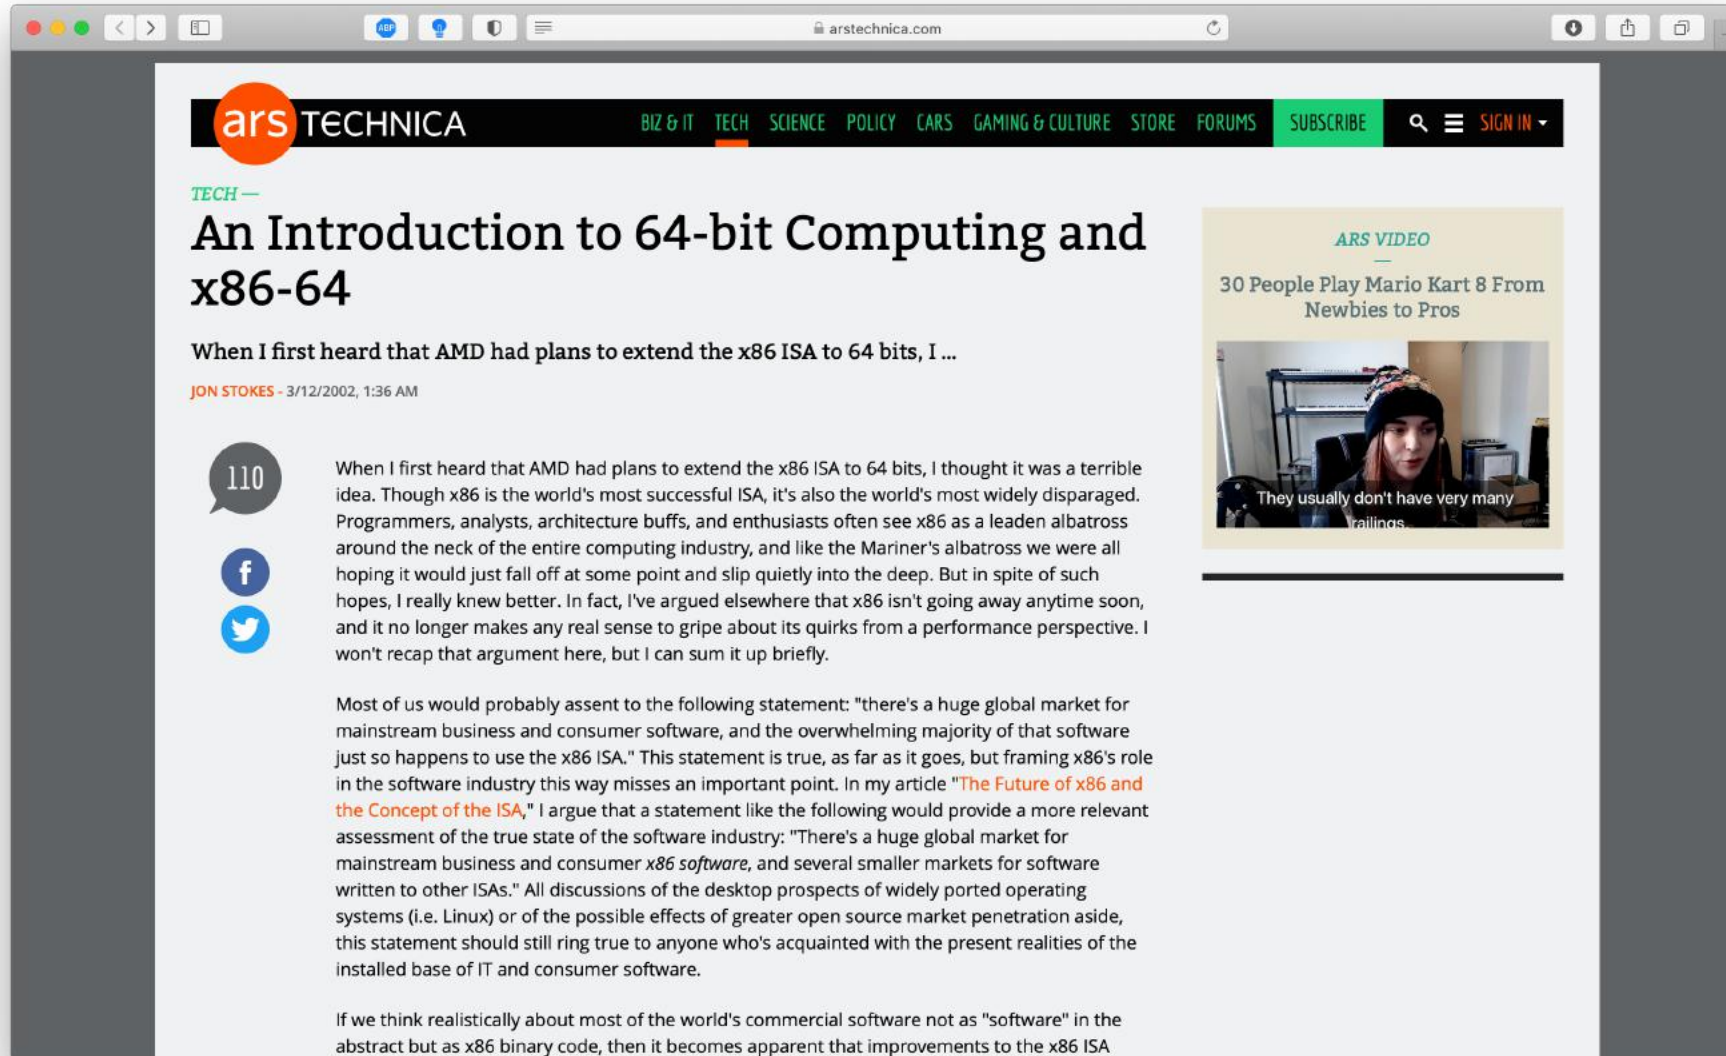 ABP
arstechnica.com
ars TECHNICA
BIZ & IT TECH SCIENCE POLICY CARS GAMING & CULTURE STORE FORUMS SUBSCRIBE SIGN IN
TECH —
An Introduction to 64-bit Computing and
x86-64
When I first heard that AMD had plans to extend the x86 ISA to 64 bits, I ...
JON STOKES - 3/12/2002, 1:36 AM
110
When I first heard that AMD had plans to extend the x86 ISA to 64 bits, I thought it was a terrible
idea. Though x86 is the world's most successful ISA, it's also the world's most widely disparaged.
Programmers, analysts, architecture buffs, and enthusiasts often see x86 as a leaden albatross
around the neck of the entire computing industry, and like the Mariner's albatross we were all
hoping it would just fall off at some point and slip quietly into the deep. But in spite of such
hopes, I really knew better. In fact, I've argued elsewhere that x86 isn't going away anytime soon,
and it no longer makes any real sense to gripe about its quirks from a performance perspective. I
won't recap that argument here, but I can sum it up briefly.
Most of us would probably assent to the following statement: "there's a huge global market for
mainstream business and consumer software, and the overwhelming majority of that software
just so happens to use the x86 ISA." This statement is true, as far as it goes, but framing x86's role
in the software industry this way misses an important point. In my article "The Future of x86 and
the Concept of the ISA," I argue that a statement like the following would provide a more relevant
assessment of the true state of the software industry: "There's a huge global market for
mainstream business and consumer x86 software, and several smaller markets for software
written to other ISAs." All discussions of the desktop prospects of widely ported operating
systems (i.e. Linux) or of the possible effects of greater open source market penetration aside,
this statement should still ring true to anyone who's acquainted with the present realities of the
installed base of IT and consumer software.
If we think realistically about most of the world's commercial software not as "software" in the
abstract but as x86 binary code, then it becomes apparent that improvements to the x86 ISA
ARS VIDEO
30 People Play Mario Kart 8 From
Newbies to Pros
They usually don't have very many
railings